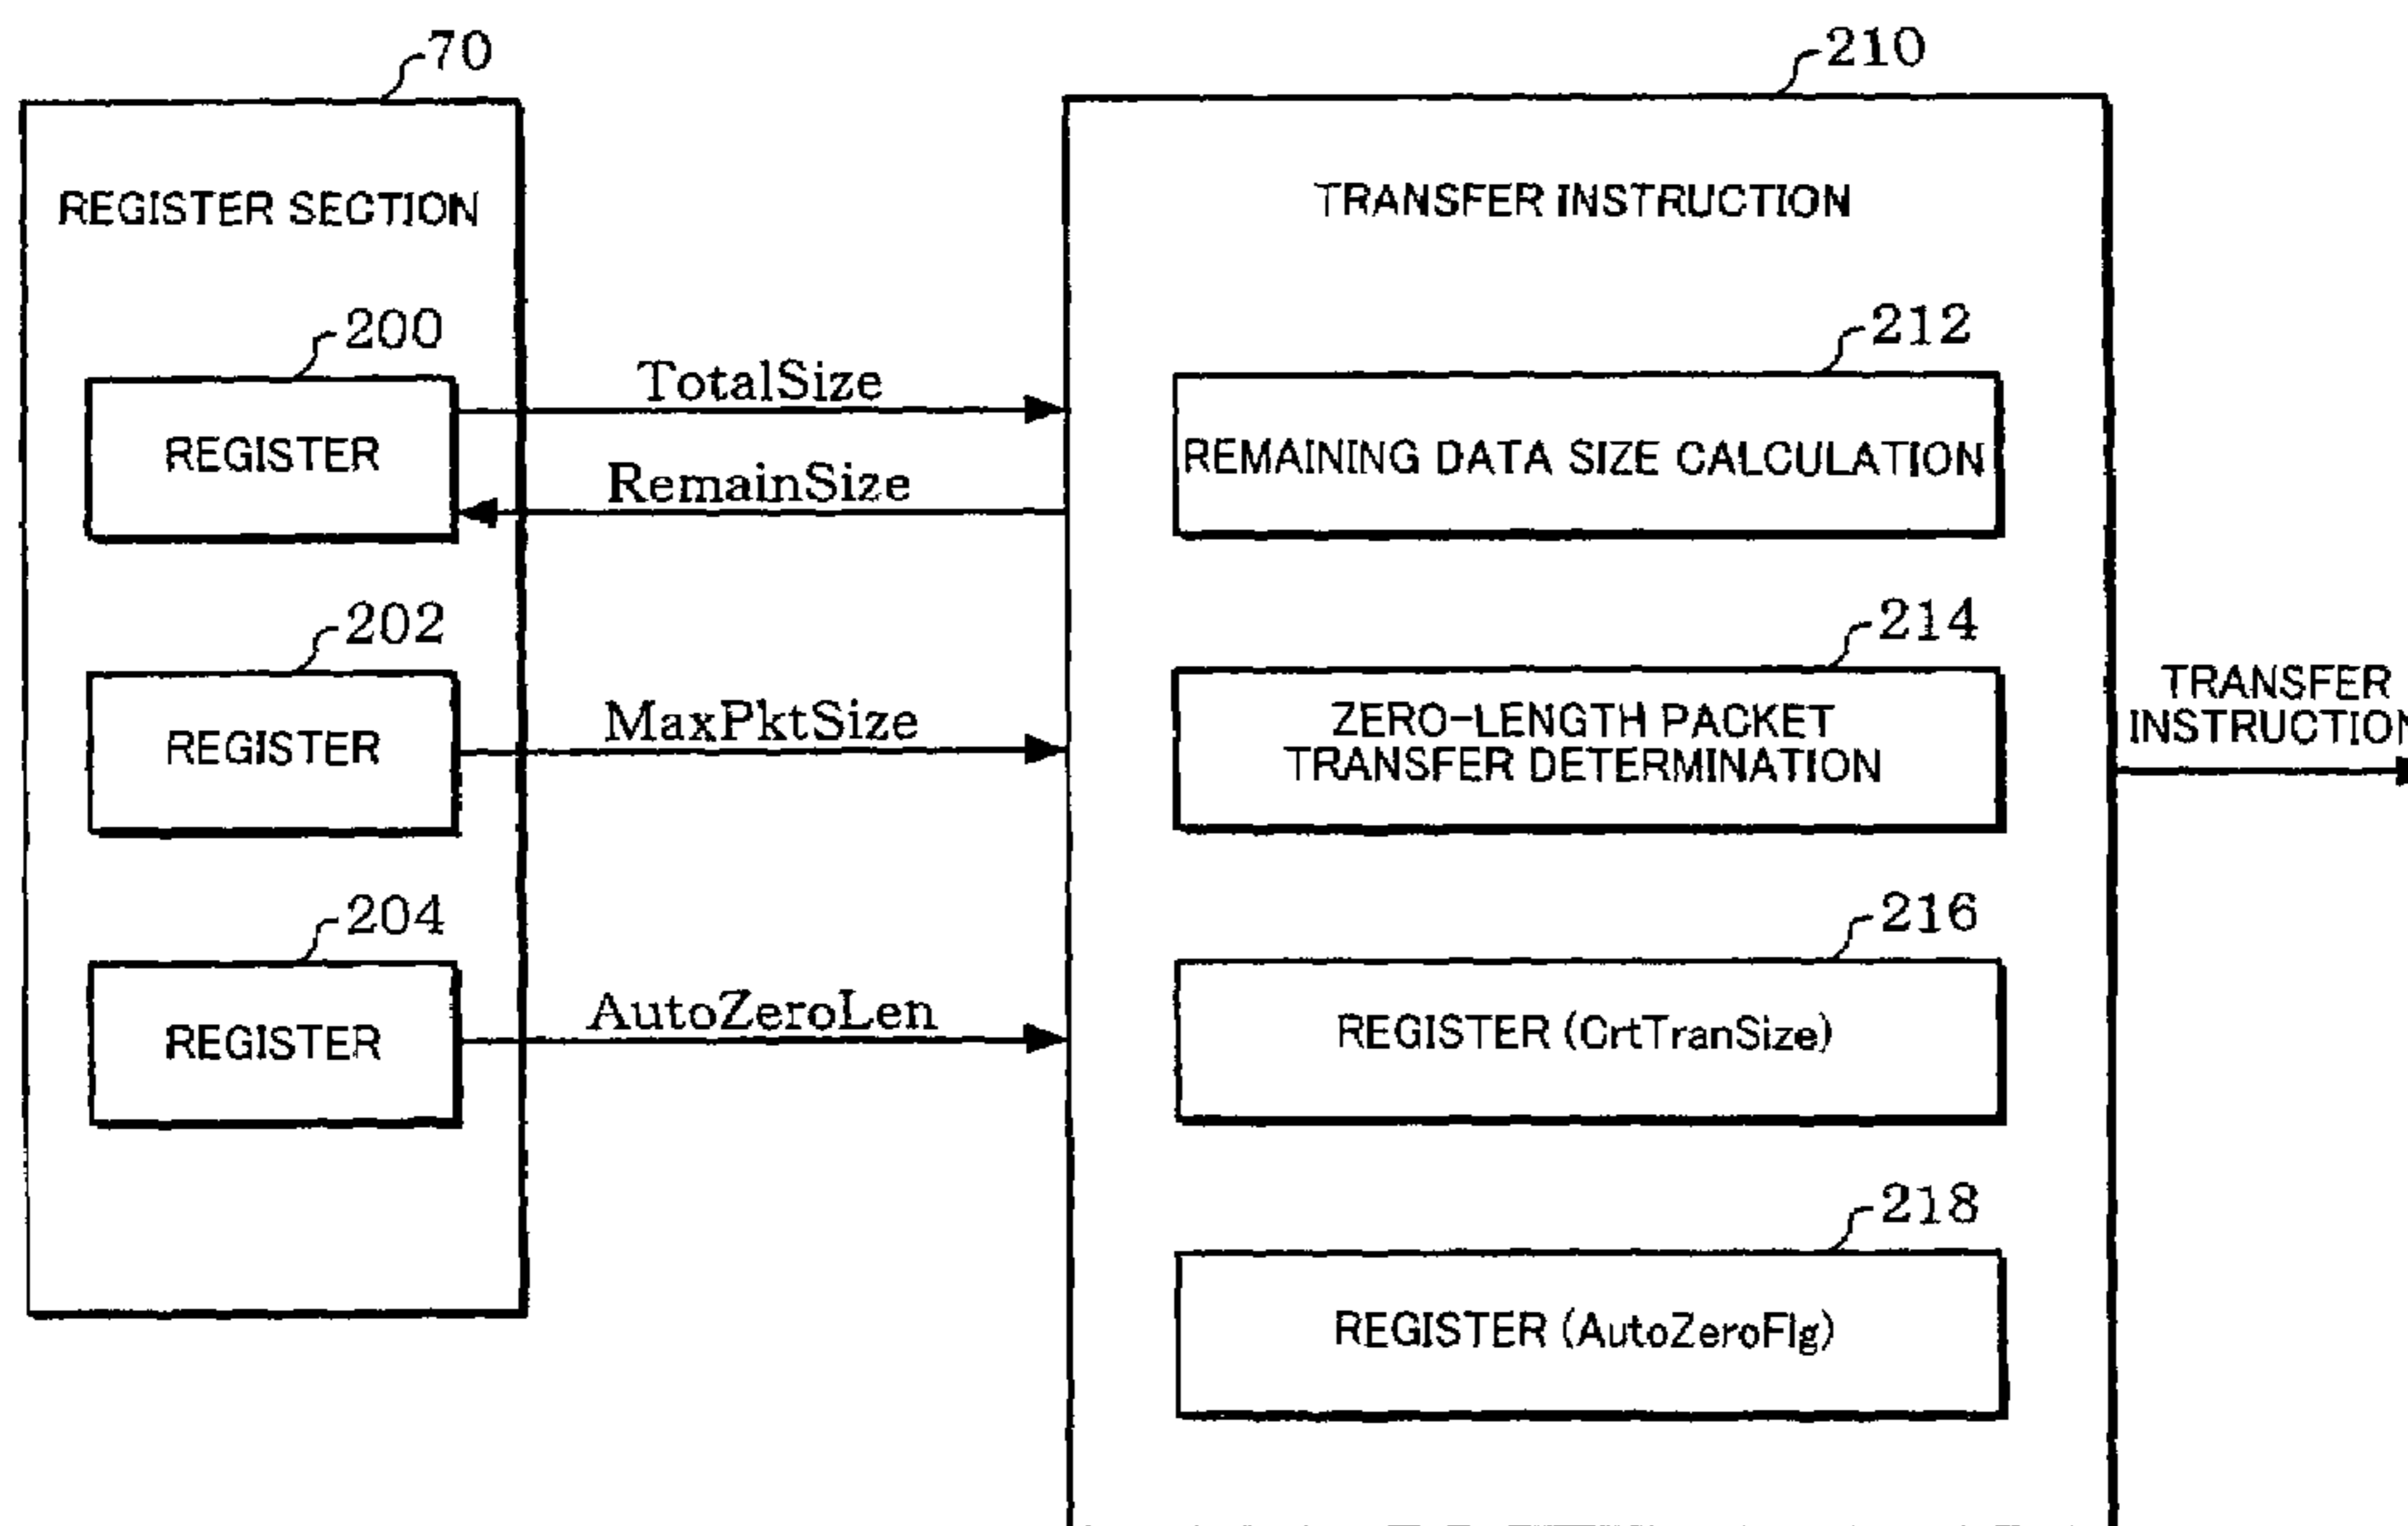 70
210
REGISTER SECTION
TRANSFER INSTRUCTION
200
212
TotalSize
REGISTER
RemainSize
REMAINING DATA SIZE CALCULATION
202
214
REGISTER
MaxPktSize
ZERO-LENGTH PACKET
TRANSFER DETERMINATION
TRANSFER
INSTRUCTION
204
216
REGISTER
AutoZeroLen
REGISTER (CrtTranSize)
218
REGISTER (AutoZeroFlg)